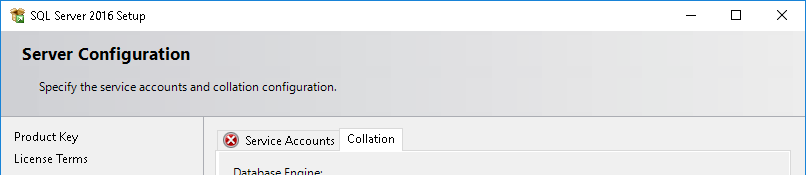 SQL Server 2016 Setup
Server Configuration
Specify the service accounts and collation configuration.
Product Key
Service Accounts Collation
License Terms
Database Engine: